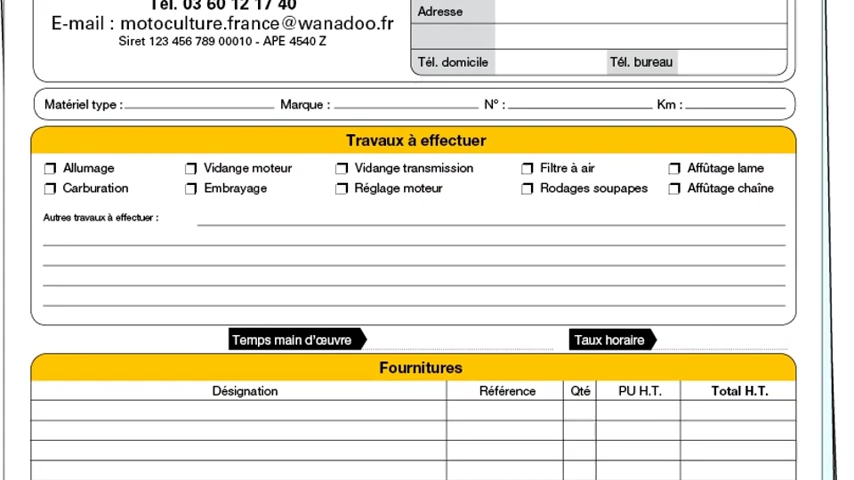 Tél. 03 60 12 17 40
E-mail : motoculture.france@wanadoo.fr
Siret 123 456 789 00010 - APE 4540 Z
Adresse
Tél. domicile Tél. bureau
Matériel type : Marque : N° : Km :
Travaux à effectuer
Allumage Vidange moteur Vidange transmission Filtre à air Affûtage lame
Carburation Embrayage Réglage moteur Rodages soupapes Affûtage chaîne
Autres travaux à effectuer :
Temps main d'œuvre Taux horaire
Fournitures
Désignation Référence Qté PU H.T. Total H.T.